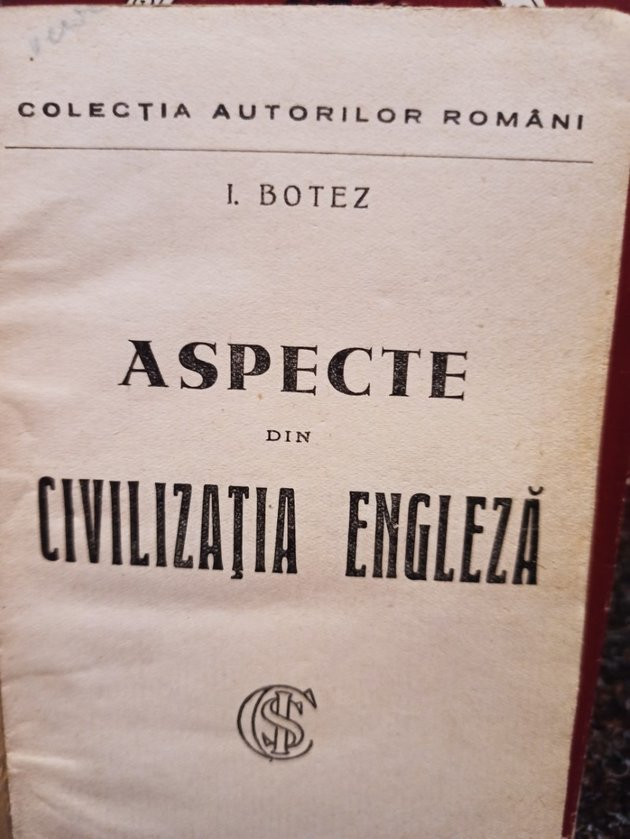 COLECȚIA AUTORILOR ROMÂNI
I. BOTEZ
ASPECTE
DIN
CIVILIZAȚIA ENGLEZĂ